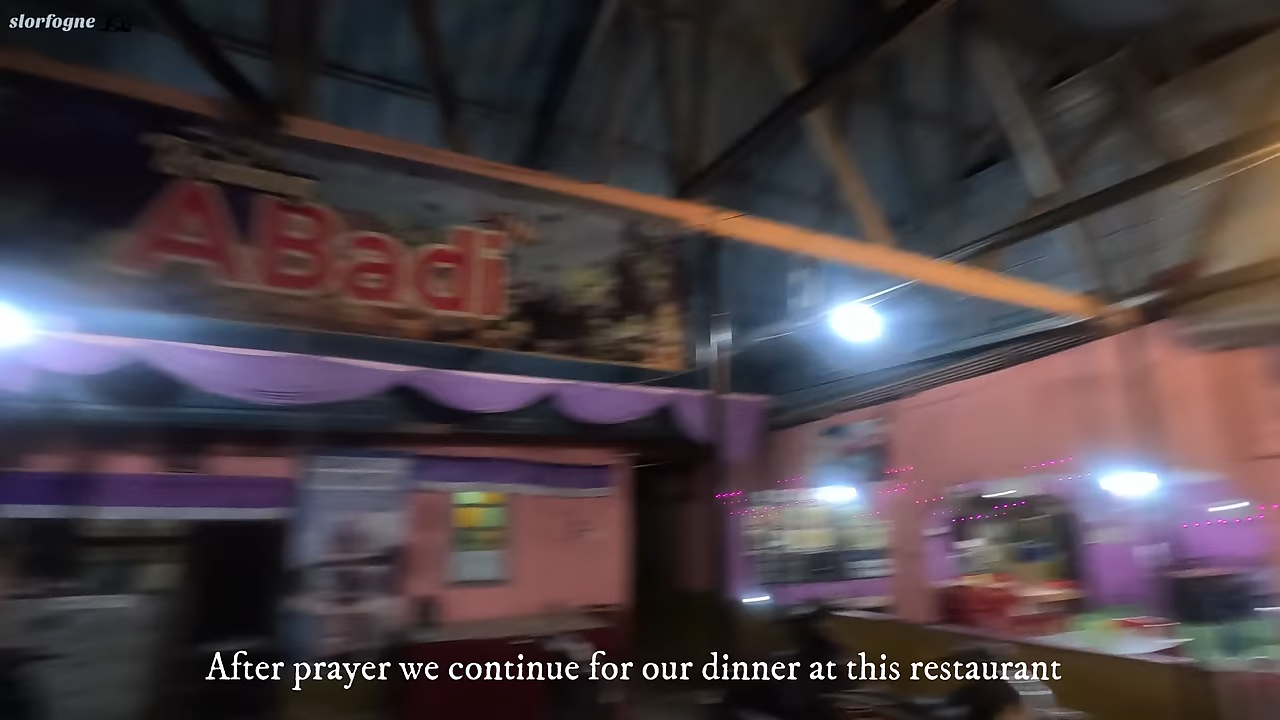 slorfogne
ABadi
After prayer we continue for our dinner at this restaurant